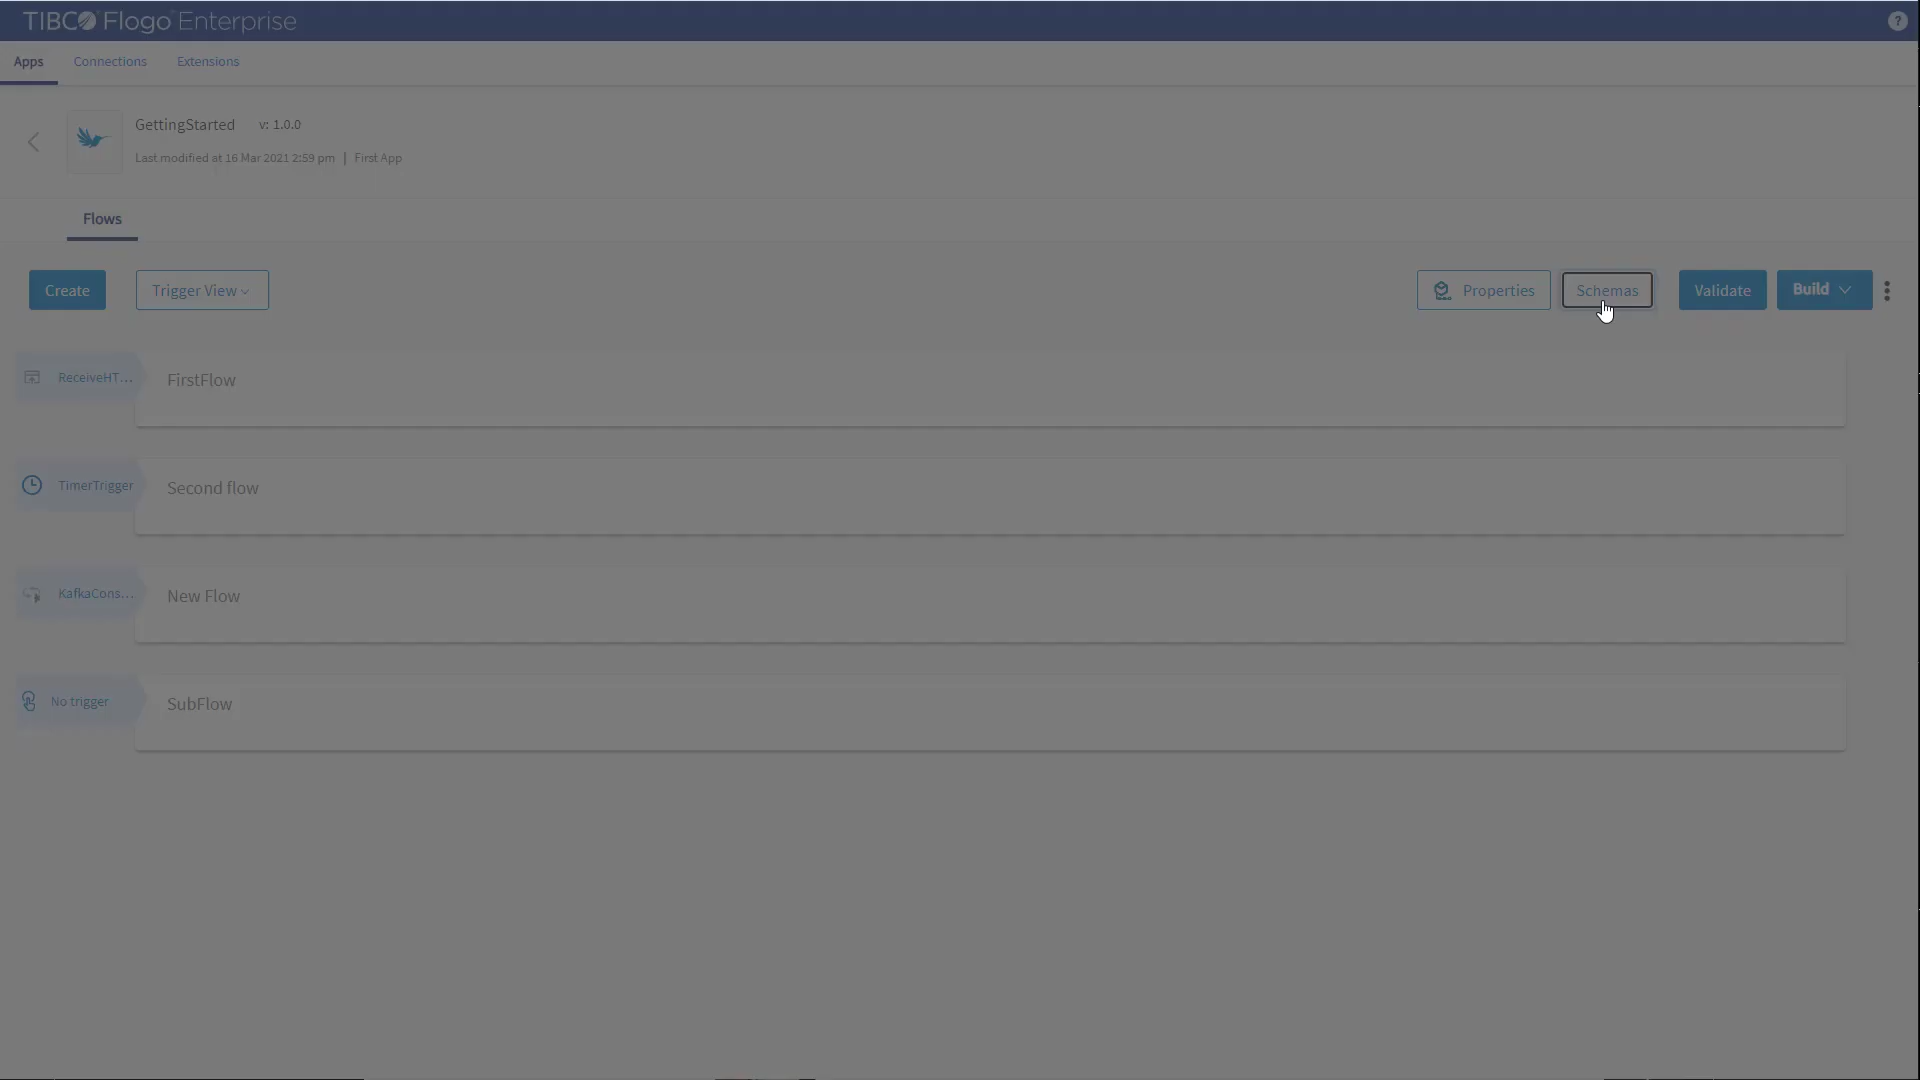 TIBCO Flogo® Enterprise
?
Apps Connections Extensions
GettingStarted v: 1.0.0
Last modified at 16 Mar 2021 2:59 pm | First App
Flows
Create Trigger View Properties Schemas Validate Build
ReceiveHT... FirstFlow
TimerTrigger Second flow
KafkaCons... New Flow
No trigger SubFlow